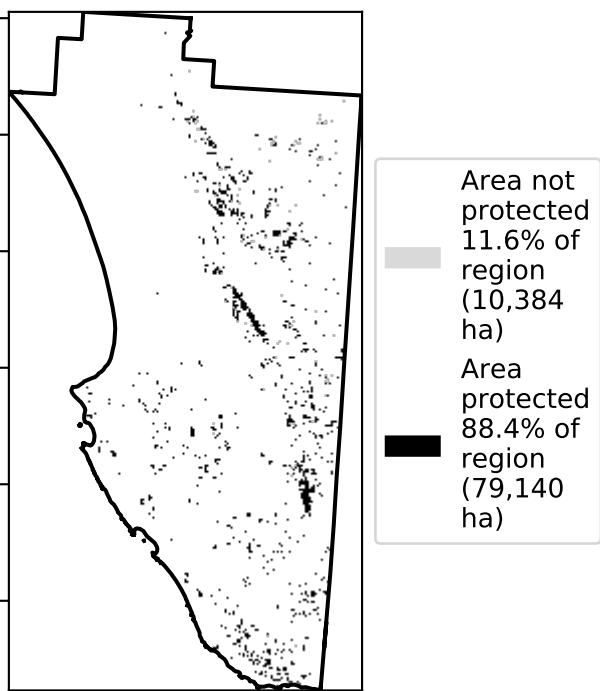 Area not
protected
11.6% of
region
(10,384
ha)
Area
protected
88.4% of
region
(79,140
ha)